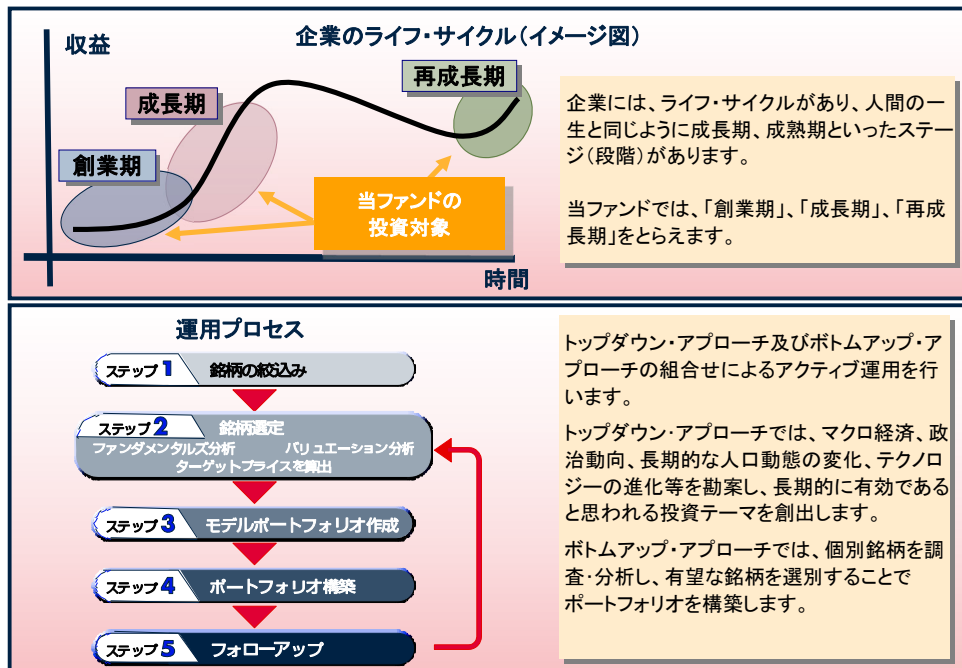 企業のライフ・サイクル(イメージ図)
収益
再成長期
成長期
創業期
当ファンドの
投資対象
時間
企業には、ライフ・サイクルがあり、人間の一
生と同じように成長期、成熟期といったステー
ジ(段階)があります。
当ファンドでは、「創業期」、「成長期」、「再成
長期」をとらえます。
運用プロセス
ステップ1 銘柄の絞込み
ステップ2 銘柄選定
ファンダメンタルズ分析 バリュエーション分析
ターゲットプライスを算出
ステップ3 モデルポートフォリオ作成
ステップ4 ポートフォリオ構築
ステップ5 フォローアップ
トップダウン・アプローチ及びボトムアップ・ア
プローチの組合せによるアクティブ運用を行
います。
トップダウン・アプローチでは、マクロ経済、政
治動向、長期的な人口動態の変化、テクノロ
ジーの進化等を勘案し、長期的に有効である
と思われる投資テーマを創出します。
ボトムアップ・アプローチでは、個別銘柄を調
査・分析し、有望な銘柄を選別することで
ポートフォリオを構築します。